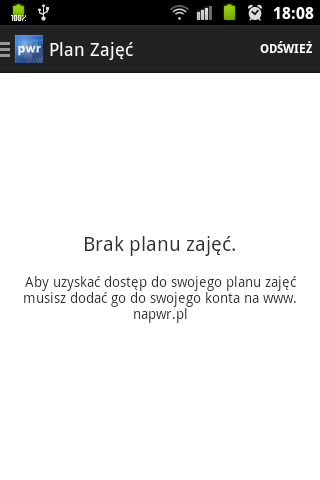 100% 18:08
pwr Plan Zajęć ODŚWIEŻ
Brak planu zajęć.
Aby uzyskać dostęp do swojego planu zajęć
musisz dodać go do swojego konta na www.
napwr.pl